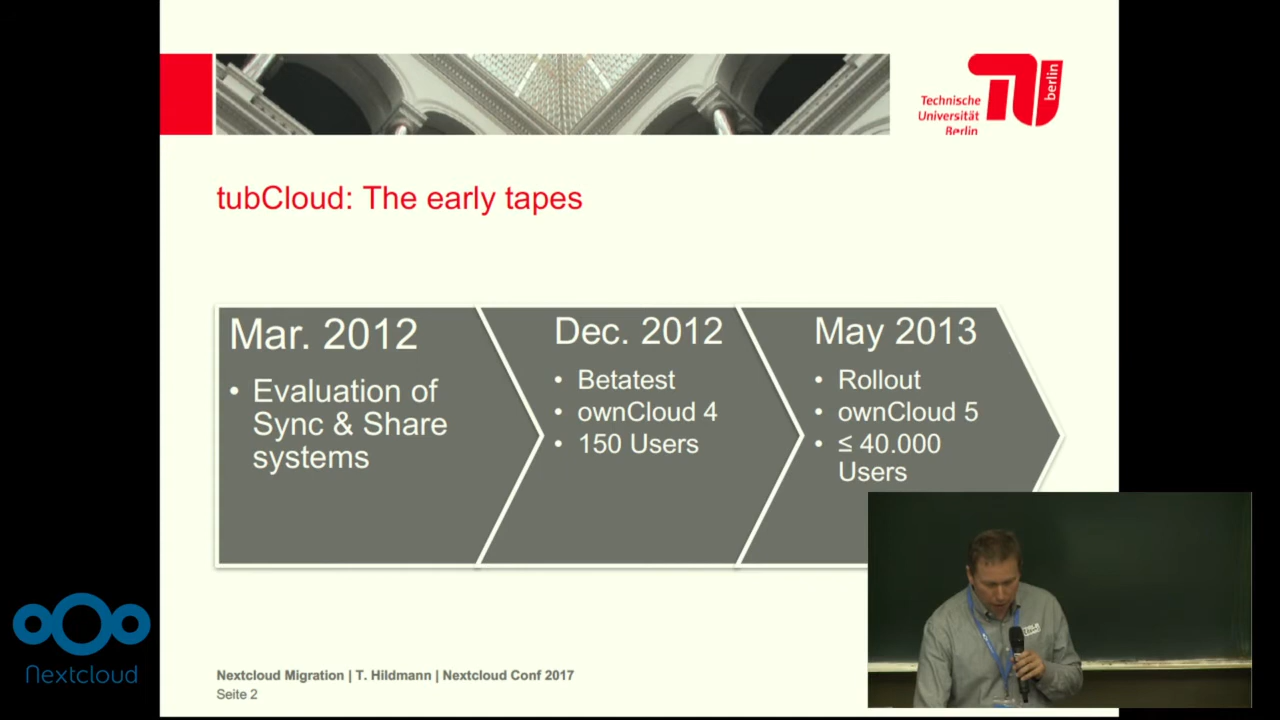 Technische
Universität
Berlin
berlin
tubCloud: The early tapes
Mar. 2012
• Evaluation of
Sync & Share
systems
Dec. 2012
• Betatest
• ownCloud 4
• 150 Users
May 2013
• Rollout
• ownCloud 5
• ≤ 40.000
Users
Nextcloud
Nextcloud Migration | T. Hildmann | Nextcloud Conf 2017
Seite 2